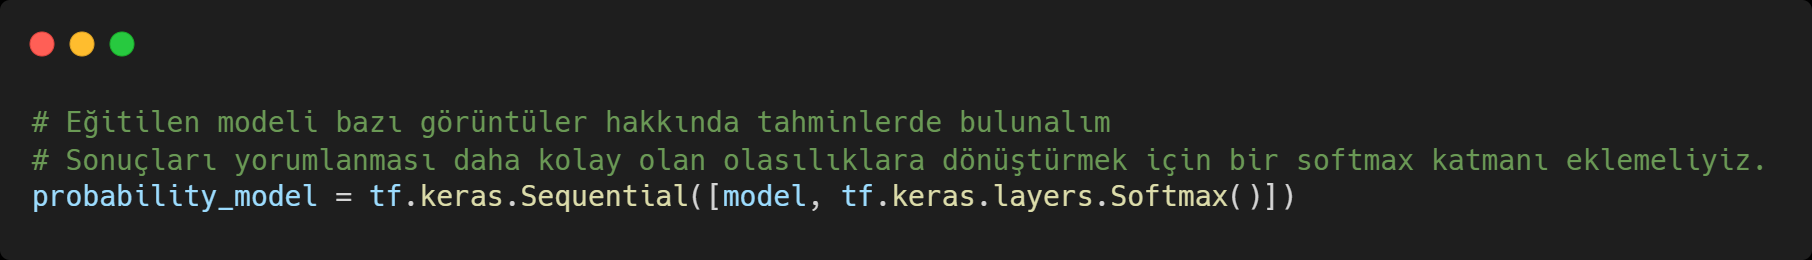 # Eğitilen modeli bazı görüntüler hakkında tahminlerde bulunalım
# Sonuçları yorumlanması daha kolay olan olasılıklara dönüştürmek için bir softmax katmanı eklemeliyiz.
probability_model = tf.keras.Sequential([model, tf.keras.layers.Softmax()])